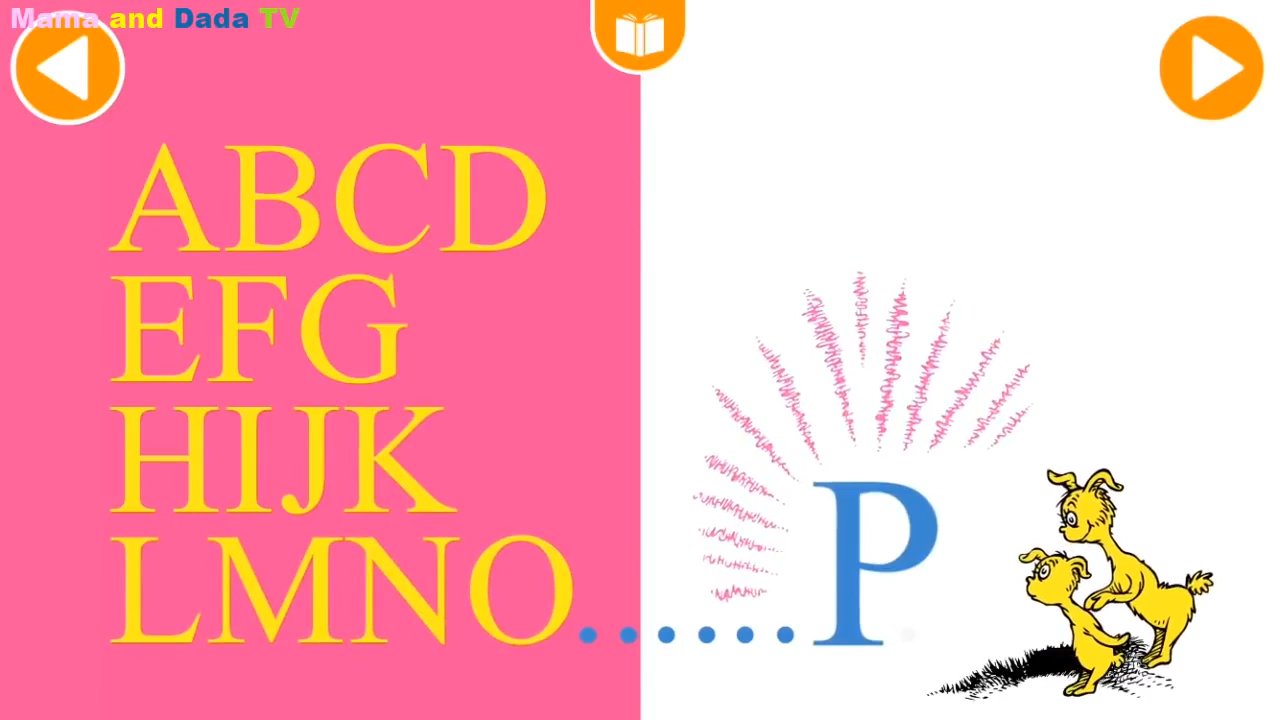 Mama and Dada TV
ABCD
EFG
HIJK
LMNO......P